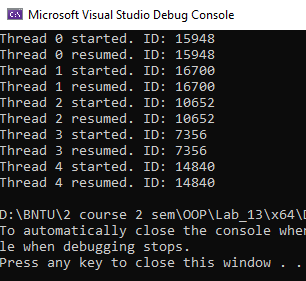 Microsoft Visual Studio Debug Console
Thread 0 started. ID: 15948
Thread 0 resumed. ID: 15948
Thread 1 started. ID: 16700
Thread 1 resumed. ID: 16700
Thread 2 started. ID: 10652
Thread 2 resumed. ID: 10652
Thread 3 started. ID: 7356
Thread 3 resumed. ID: 7356
Thread 4 started. ID: 14840
Thread 4 resumed. ID: 14840
D:\BNTU\2 course 2 sem\OOP\Lab_13\x64\
To automatically close the console
le when debugging stops.
Press any key to close this window . .